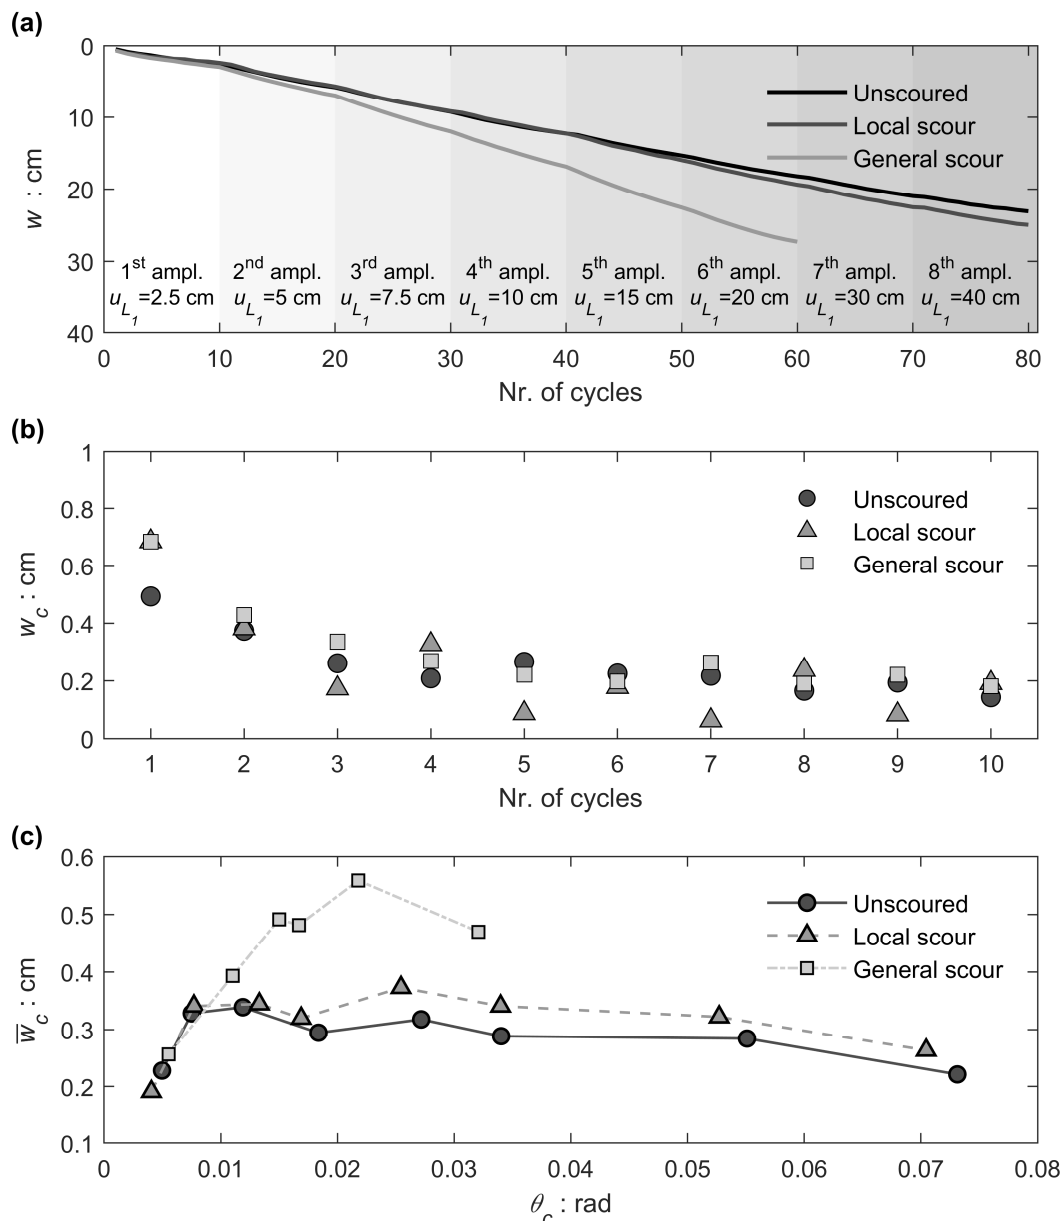 (a)
0
10
20
30
40
w : cm
Unscoured
Local scour
General scour
1st ampl. 2nd ampl. 3rd ampl. 4th ampl. 5th ampl. 6th ampl. 7th ampl. 8th ampl.
uL1=2.5 cm uL1=5 cm uL1=7.5 cm uL1=10 cm uL1=15 cm uL1=20 cm uL1=30 cm uL1=40 cm
0 10 20 30 40 50 60 70 80
Nr. of cycles
(b)
1
0.8
0.6
0.4
0.2
0
wc : cm
Unscoured
Local scour
General scour
1 2 3 4 5 6 7 8 9 10
Nr. of cycles
(c)
0.6
0.5
0.4
0.3
0.2
0.1
w̅c : cm
Unscoured
Local scour
General scour
0 0.01 0.02 0.03 0.04 0.05 0.06 0.07 0.08
θc : rad